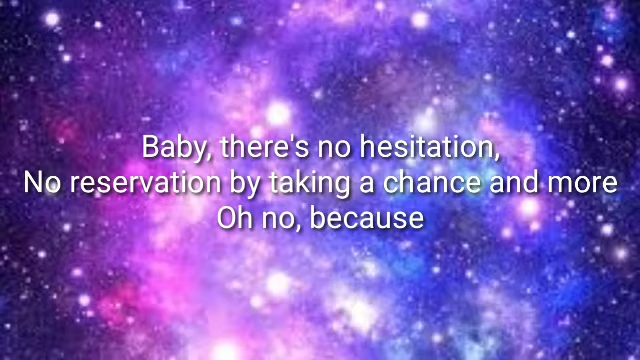 Baby, there's no hesitation,
No reservation by taking a chance and more
Oh no, because